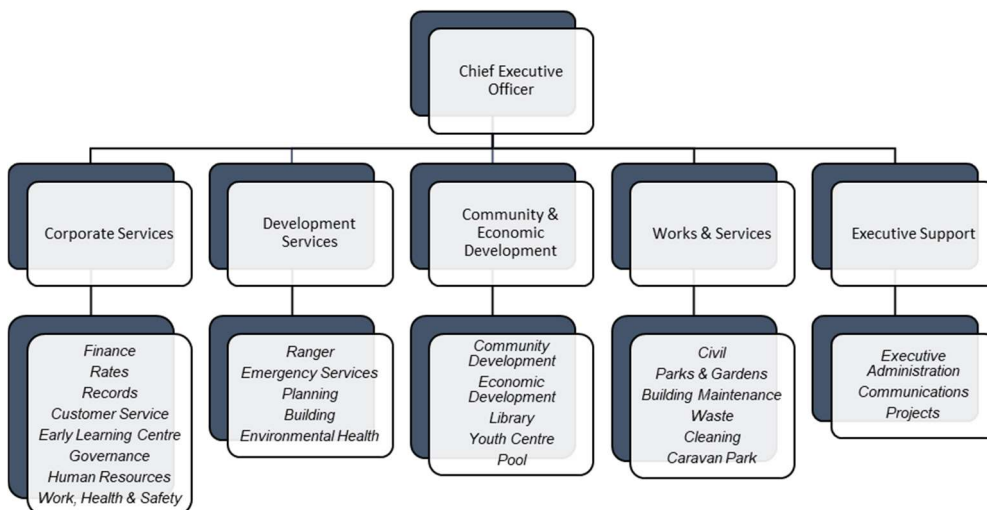 Chief Executive
Officer
Corporate Services
Development
Services
Community &
Economic
Development
Works & Services
Executive Support
Finance
Rates
Records
Customer Service
Early Learning Centre
Governance
Human Resources
Work, Health & Safety
Ranger
Emergency Services
Planning
Building
Environmental Health
Community
Development
Economic
Development
Library
Youth Centre
Pool
Civil
Parks & Gardens
Building Maintenance
Waste
Cleaning
Caravan Park
Executive
Administration
Communications
Projects